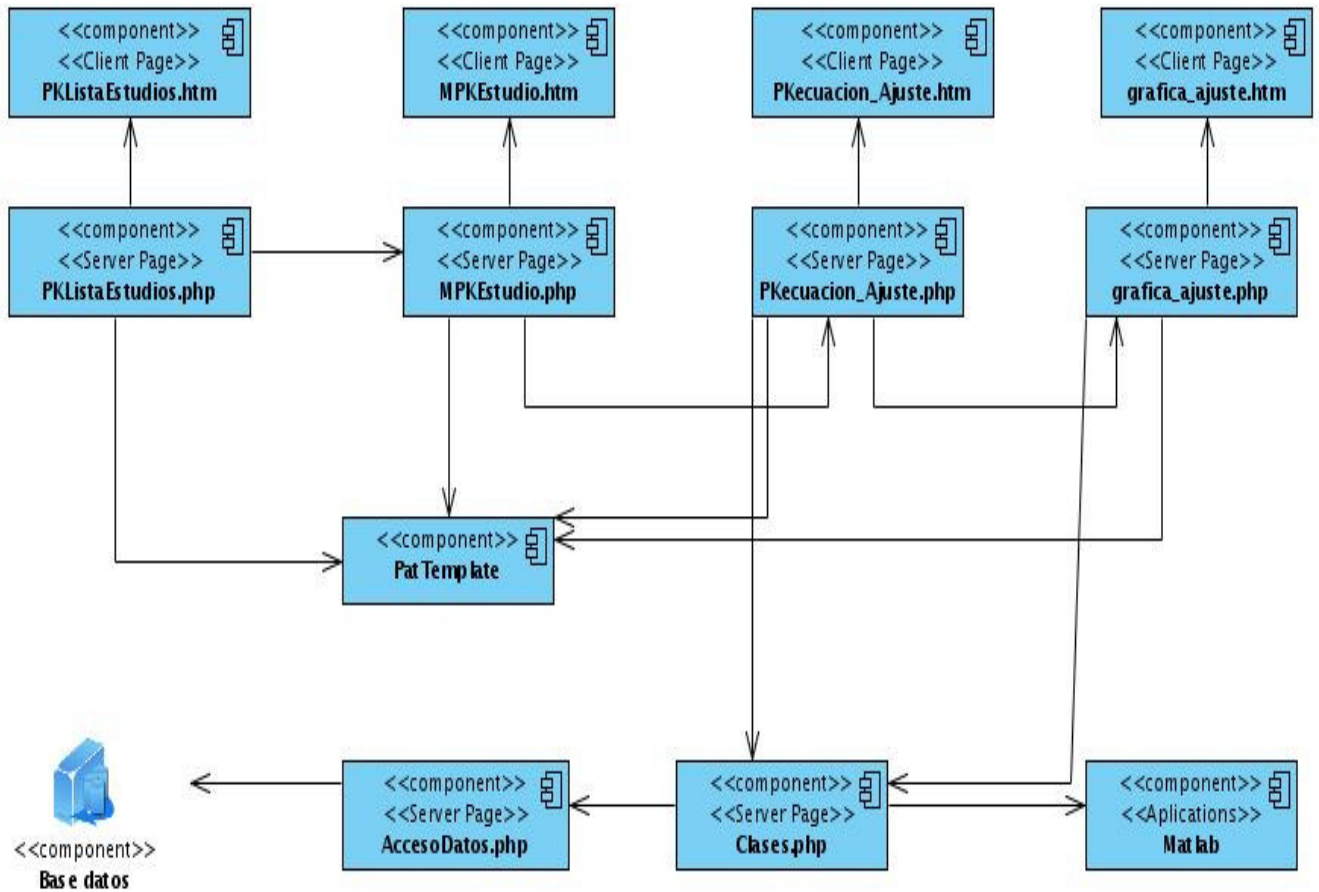 <<component>>
<<Client Page>>
PKListaEstudios.htm
<<component>>
<<Client Page>>
MPKEstudio.htm
<<component>>
<<Client Page>>
PKecuacion_Ajuste.htm
<<component>>
<<Client Page>>
grafica_ajuste.htm
<<component>>
<<Server Page>>
PKListaEstudios.php
<<component>>
<<Server Page>>
MPKEstudio.php
<<component>>
<<Server Page>>
PKecuacion_Ajuste.php
<<component>>
<<Server Page>>
grafica_ajuste.php
<<component>>
PatTemplate
<<component>>
Base datos
<<component>>
<<Server Page>>
AccesoDatos.php
<<component>>
<<Server Page>>
Clases.php
<<component>>
<<Aplications>>
Matlab